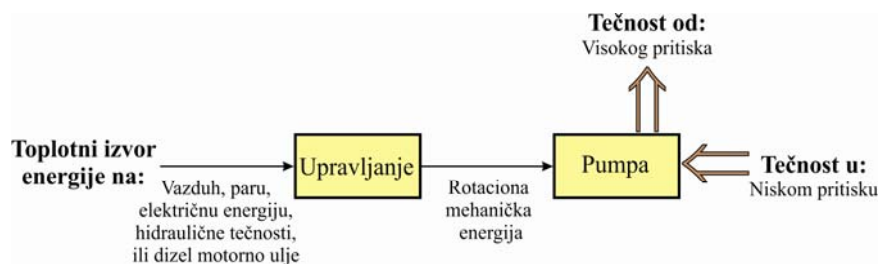 Tečnost od:
Visokog pritiska
Toplotni izvor
energije na:
Vazduh, paru,
električnu energiju,
hidraulične tečnosti,
ili dizel motorno ulje
Upravljanje
Rotaciona
mehanička
energija
Pumpa
Tečnost u:
Niskom pritisku